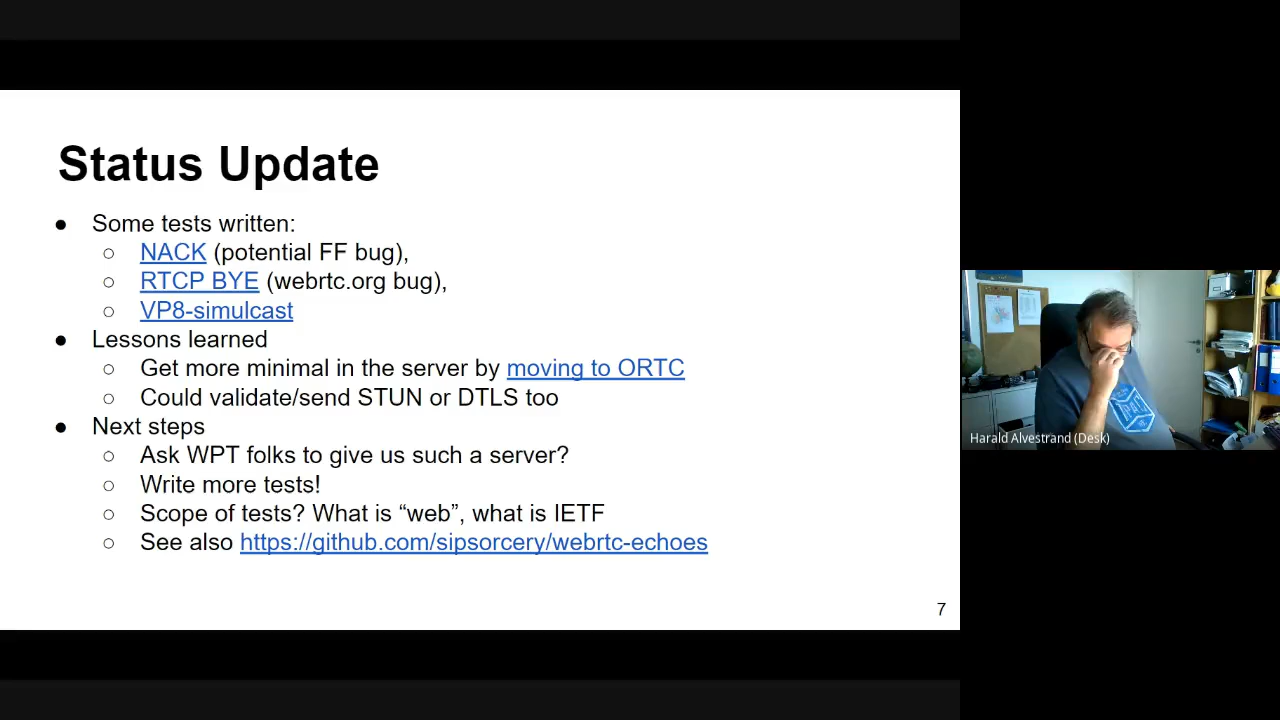 Status Update
● Some tests written:
○ NACK (potential FF bug),
○ RTCP BYE (webrtc.org bug),
○ VP8-simulcast
● Lessons learned
○ Get more minimal in the server by moving to ORTC
○ Could validate/send STUN or DTLS too
● Next steps
○ Ask WPT folks to give us such a server?
○ Write more tests!
○ Scope of tests? What is “web”, what is IETF
○ See also https://github.com/sipsorcery/webrtc-echoes
7
Harald Alvestrand (Desk)